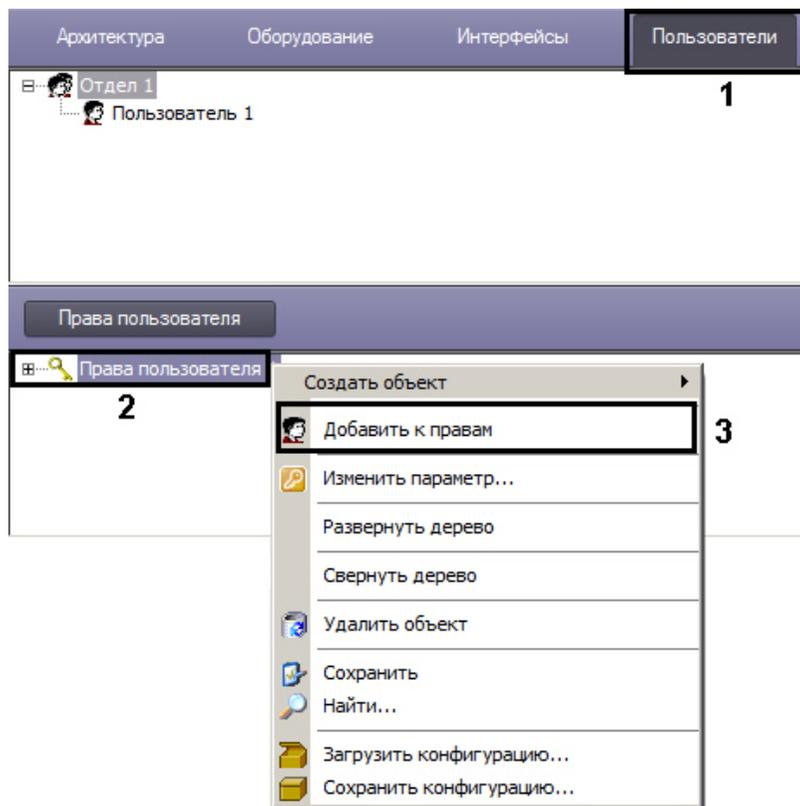 Архитектура Оборудование Интерфейсы Пользователи
1
Отдел 1
Пользователь 1
Права пользователя
Права пользователя
2
Создать объект
Добавить к правам
3
Изменить параметр...
Развернуть дерево
Свернуть дерево
Удалить объект
Сохранить
Найти...
Загрузить конфигурацию...
Сохранить конфигурацию...